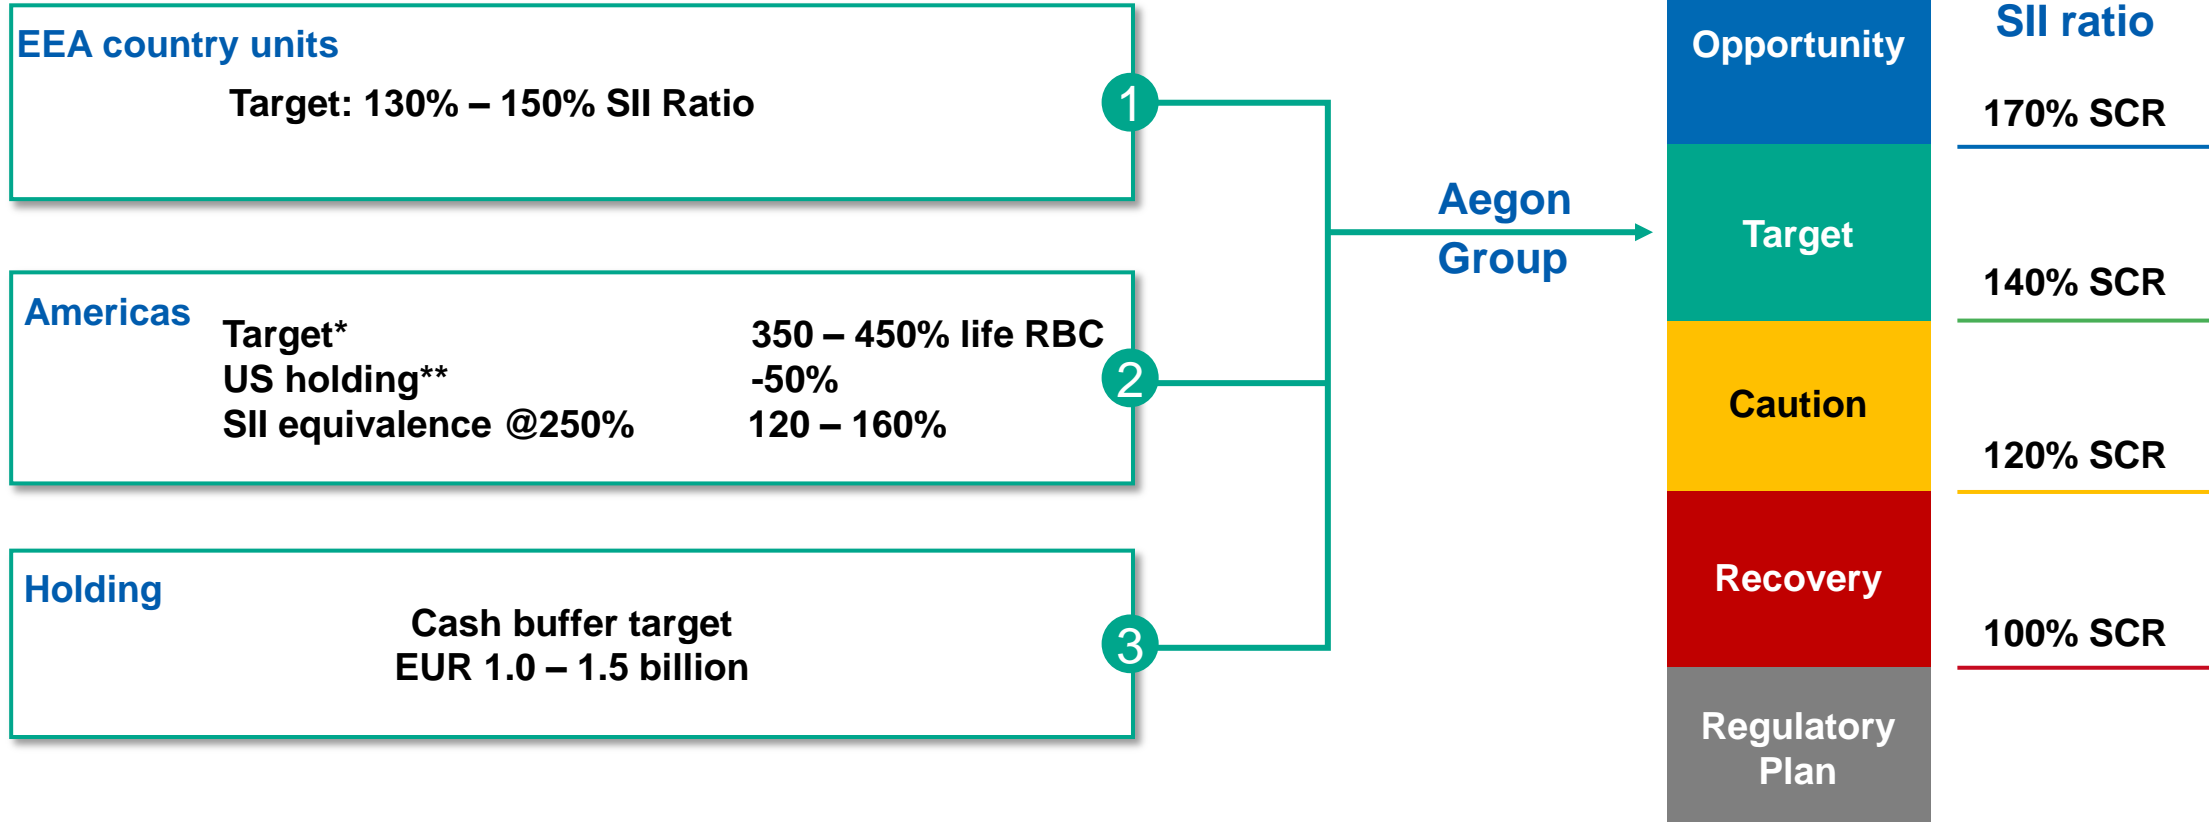 EEA country units
Target: 130% – 150% SII Ratio
1
Americas
Target* 350 – 450% life RBC
US holding** -50%
SII equivalence @250% 120 – 160%
2
Holding
Cash buffer target
EUR 1.0 – 1.5 billion
3
Aegon
Group
Opportunity
Target
Caution
Recovery
Regulatory
Plan
SII ratio
170% SCR
140% SCR
120% SCR
100% SCR